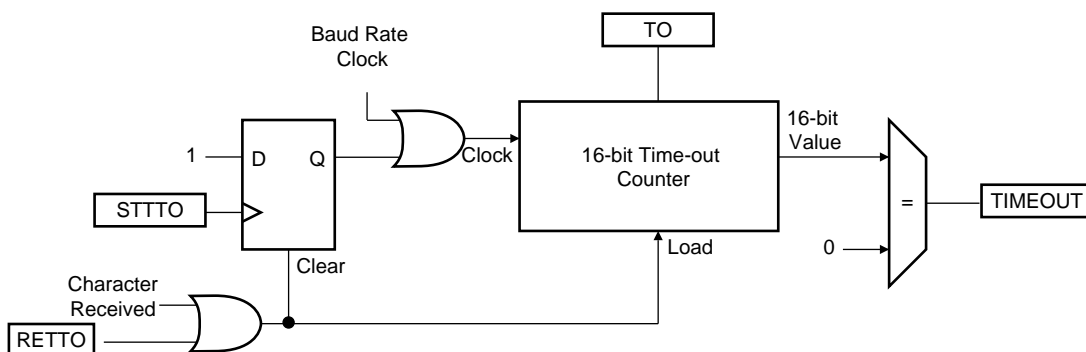 TO
Baud Rate
Clock
16-bit
Value
1
D
Q
Clock
16-bit Time-out
Counter
STTTO
=
TIMEOUT
Clear
Load
0
Character
Received
RETTO